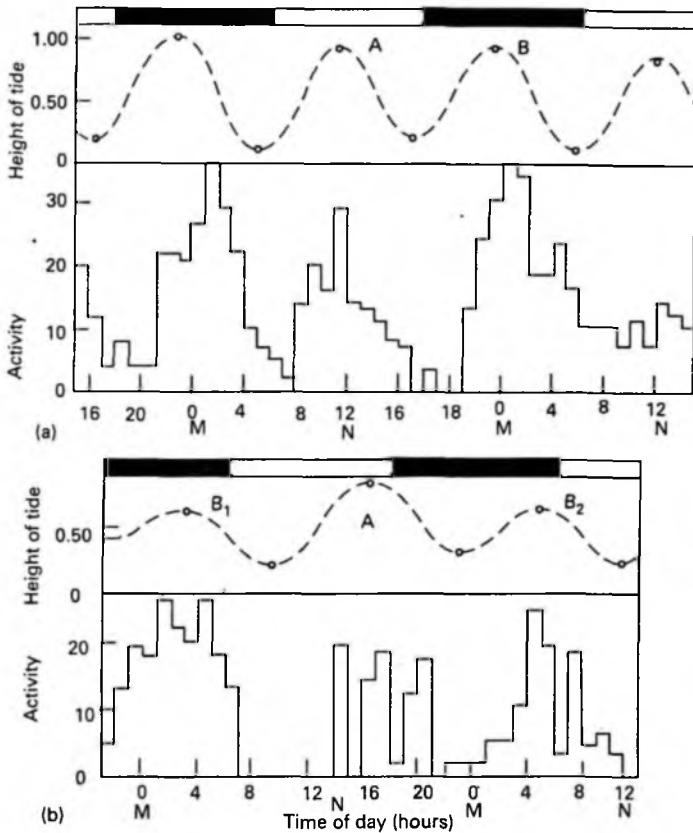 A
B
1.00
0.50
0
Height of tide
30
20
10
0
Activity
16 20 0 4 8 12 16 18 0 4 8 12
M N M N
(a)
B1
A
B2
0.50
0
Height of tide
20
10
0
Activity
0 4 8 12 16 20 0 4 8 12
M N M N
(b)
Time of day (hours)